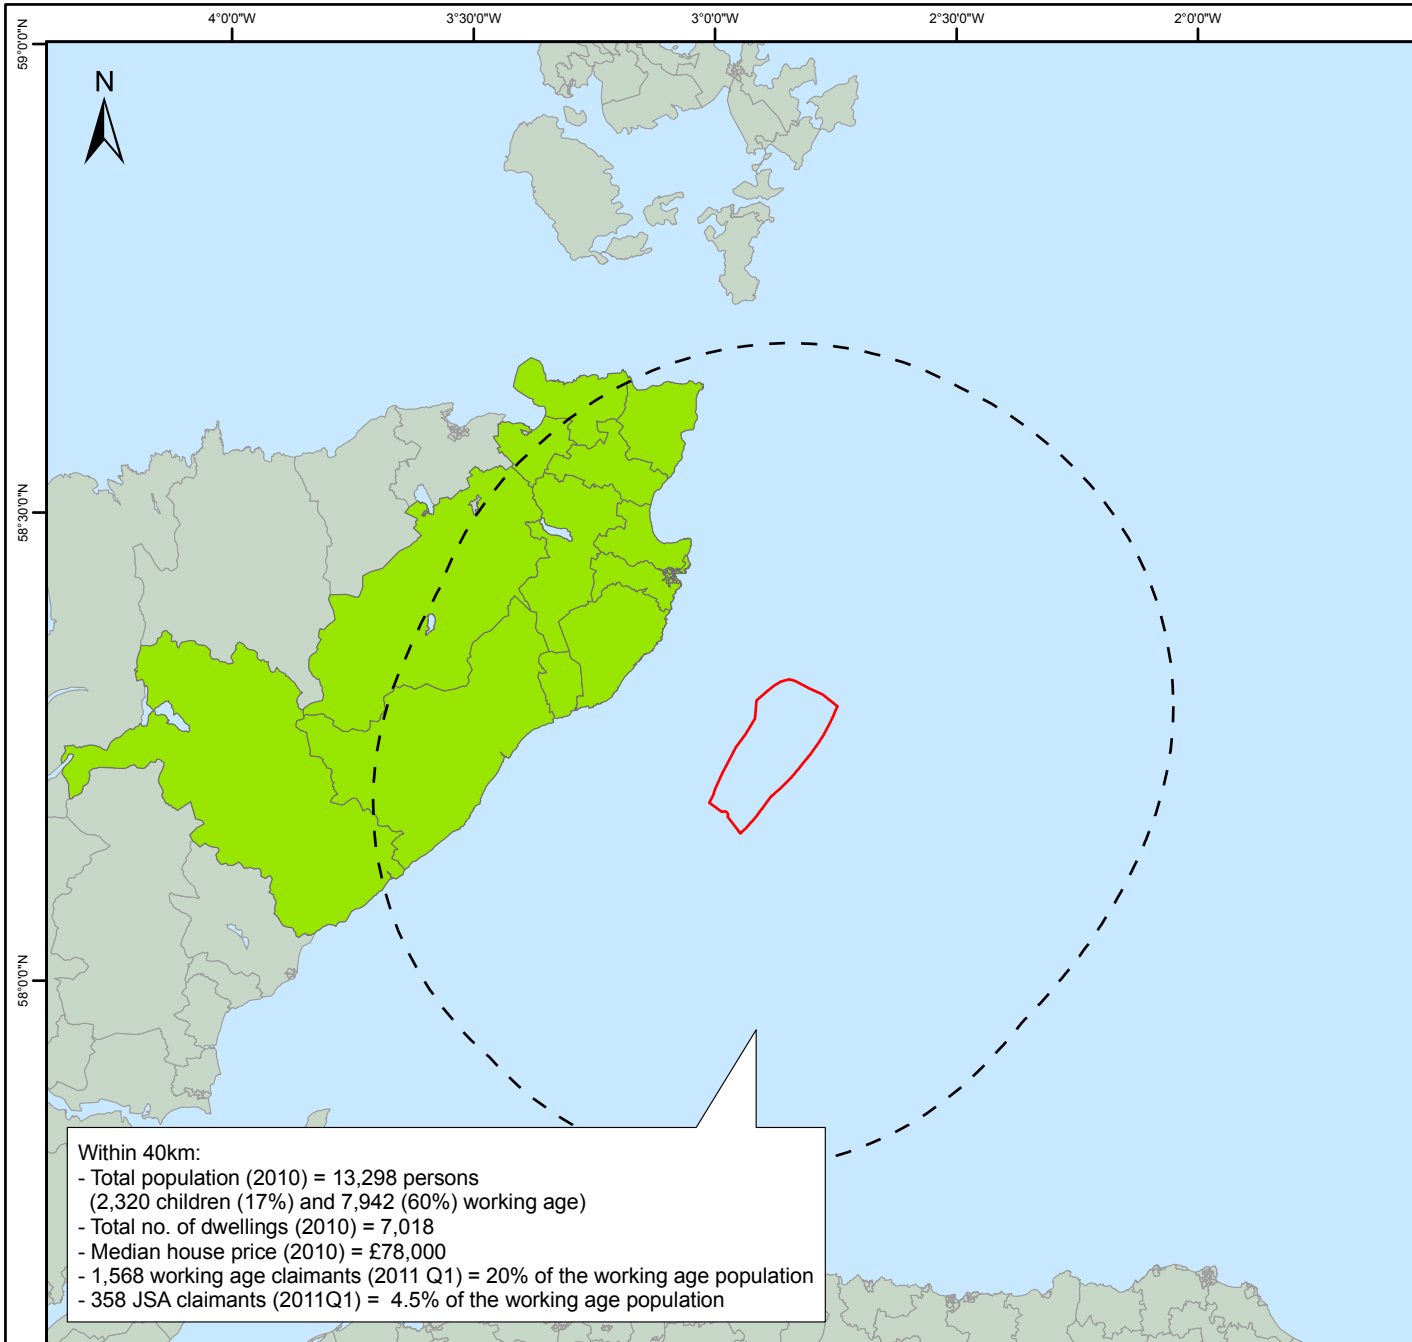 4°0'0"W
3°30'0"W
3°0'0"W
2°30'0"W
2°0'0"W
59°0'0"N
N
58°30'0"N
58°0'0"N
Within 40km:
- Total population (2010) = 13,298 persons
(2,320 children (17%) and 7,942 (60%) working age)
- Total no. of dwellings (2010) = 7,018
- Median house price (2010) = £78,000
- 1,568 working age claimants (2011 Q1) = 20% of the working age population
- 358 JSA claimants (2011Q1) = 4.5% of the working age population